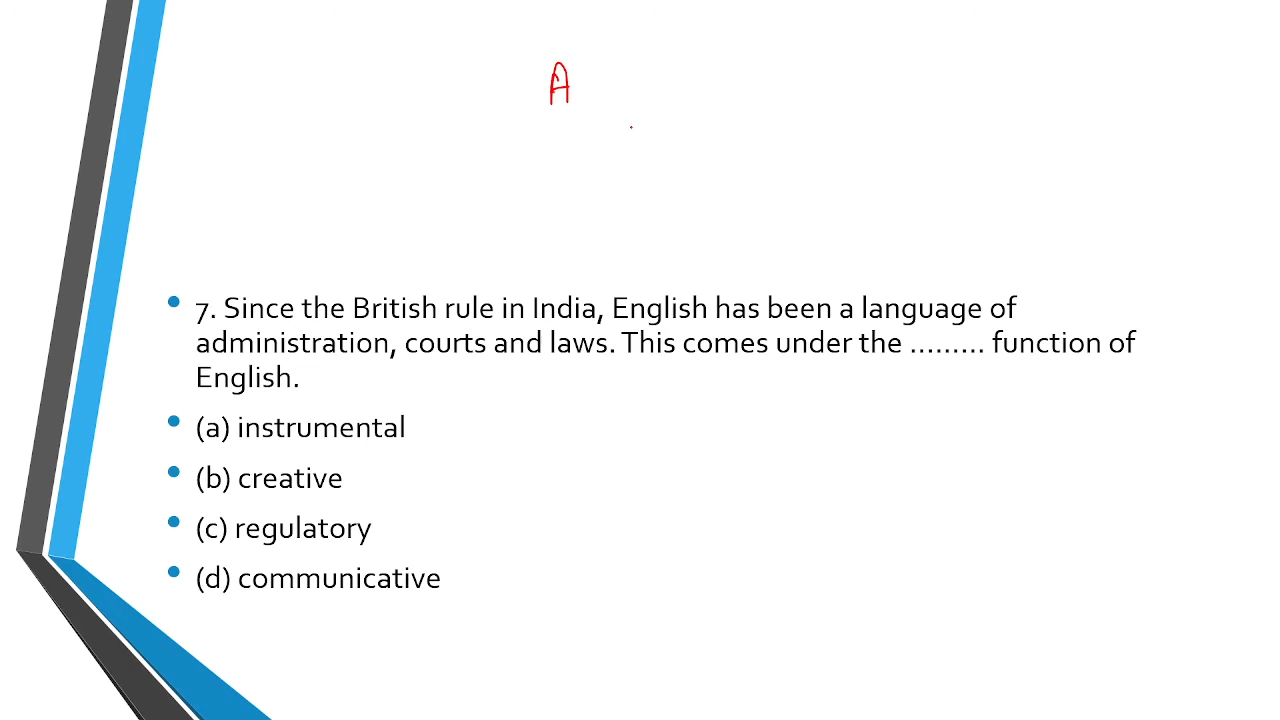 A
7. Since the British rule in India, English has been a language of
administration, courts and laws. This comes under the ......... function of
English.
(a) instrumental
(b) creative
(c) regulatory
(d) communicative